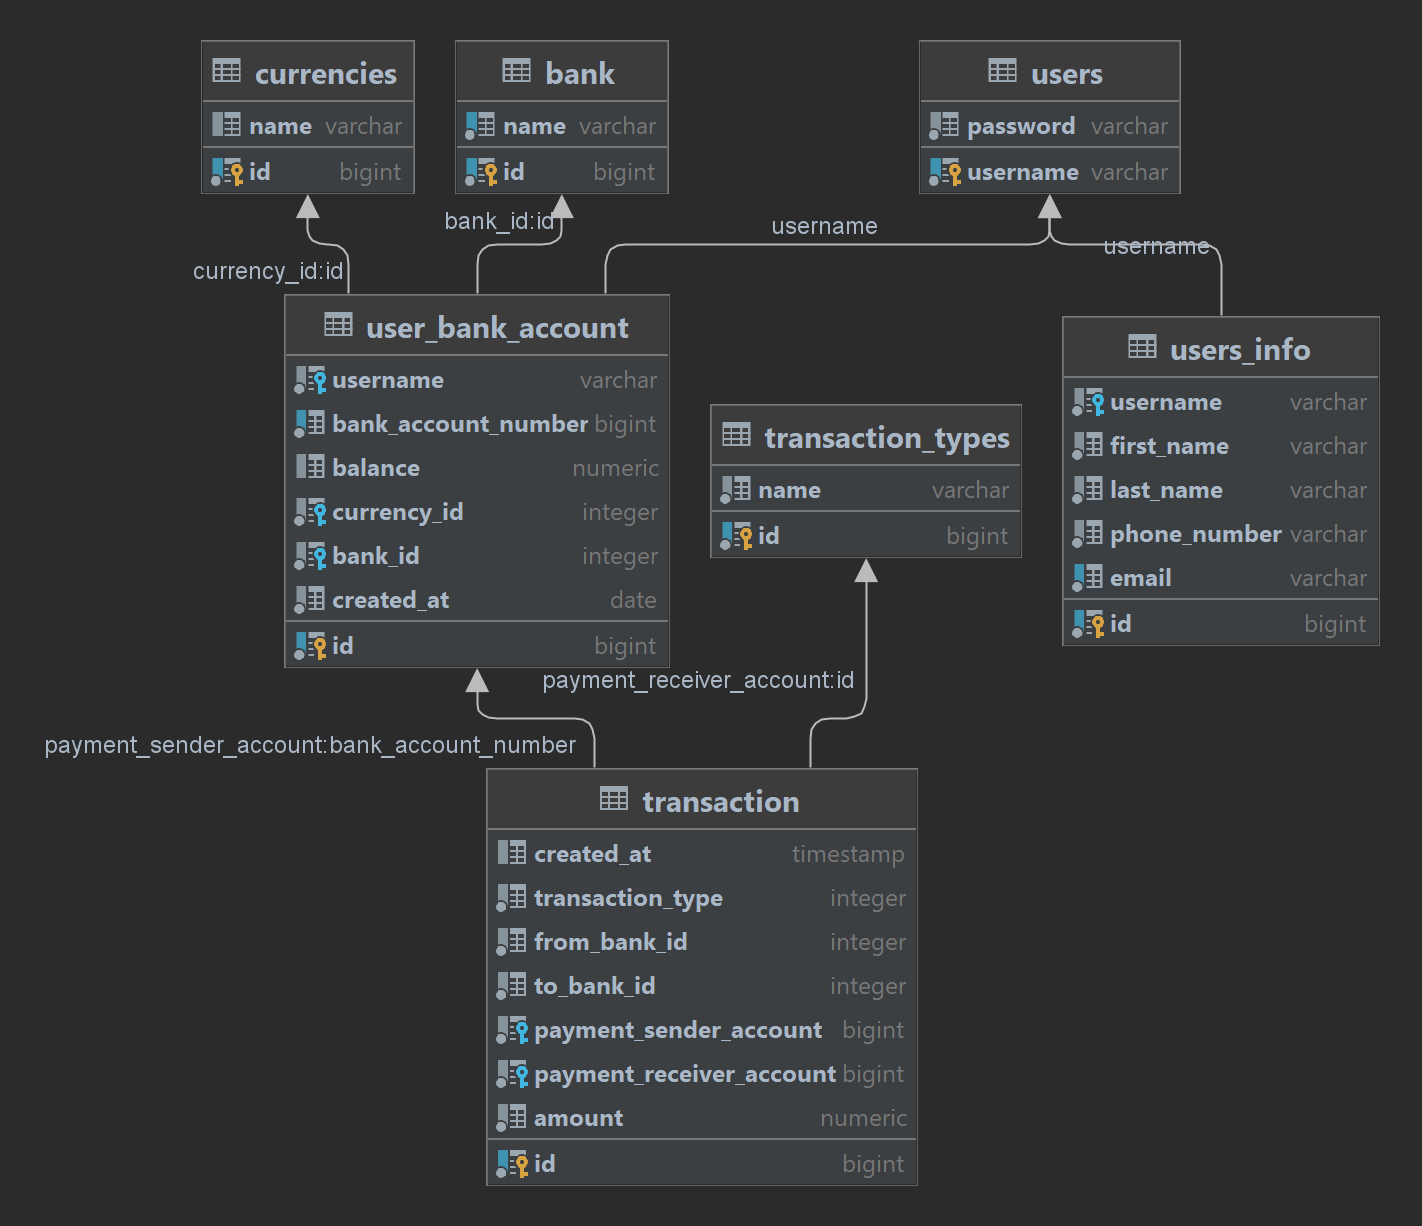 currencies
name varchar
id bigint
bank
name varchar
id bigint
users
password varchar
username varchar
currency_id:id
bank_id:id
username
username
user_bank_account
username varchar
bank_account_number bigint
balance numeric
currency_id integer
bank_id integer
created_at date
id bigint
transaction_types
name varchar
id bigint
users_info
username varchar
first_name varchar
last_name varchar
phone_number varchar
email varchar
id bigint
payment_receiver_account:id
payment_sender_account:bank_account_number
transaction
created_at timestamp
transaction_type integer
from_bank_id integer
to_bank_id integer
payment_sender_account bigint
payment_receiver_account bigint
amount numeric
id bigint